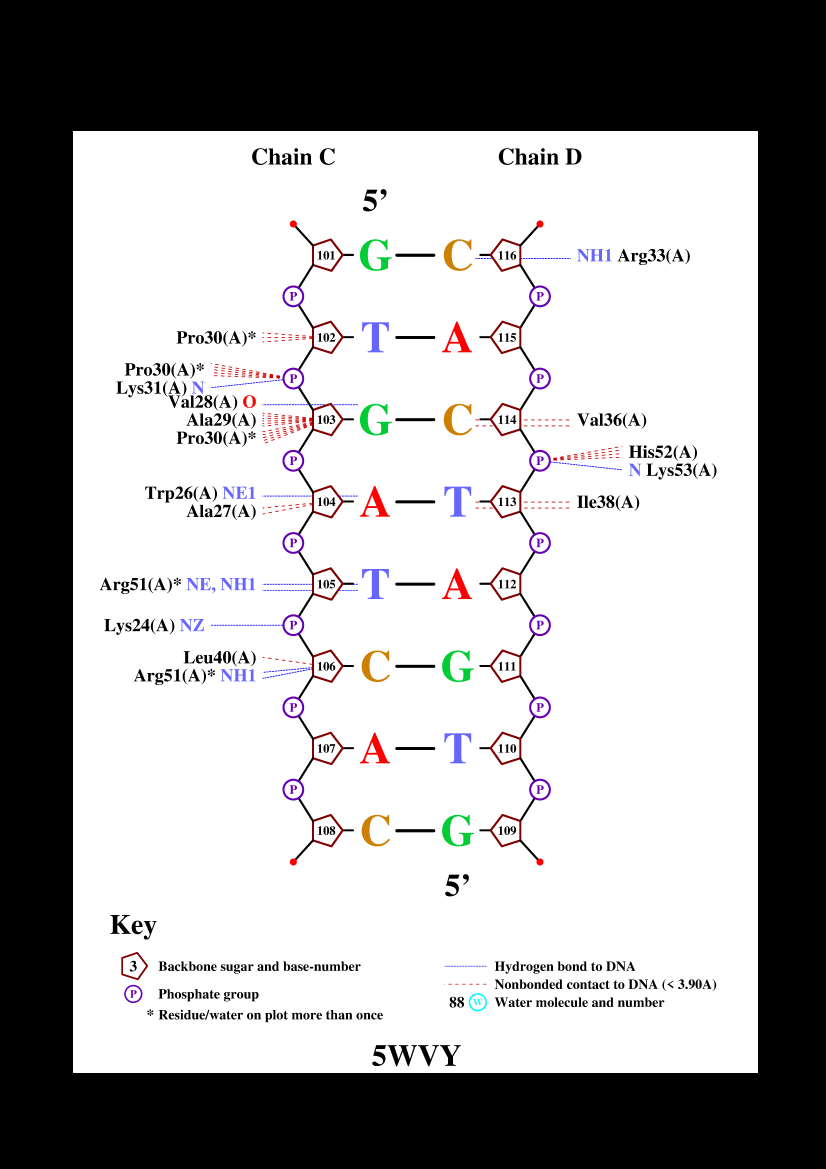 Chain C Chain D
5’
101 G C 116 NH1 Arg33(A)
P P
Pro30(A)* 102 T A 115
Pro30(A)*
P P
Lys31(A) N
Val28(A) O
Ala29(A) 103 G C 114 Val36(A)
Pro30(A)*
His52(A)
P P
N Lys53(A)
Trp26(A) NE1 104 A T 113 Ile38(A)
Ala27(A)
P P
Arg51(A)* NE, NH1 105 T A 112
Lys24(A) NZ P P
Leu40(A)
106 C G 111
Arg51(A)* NH1
P P
107 A T 110
P P
108 C G 109
5’
Key
3 Backbone sugar and base-number
P Phosphate group
* Residue/water on plot more than once
Hydrogen bond to DNA
Nonbonded contact to DNA (< 3.90A)
88 W Water molecule and number
5WVY